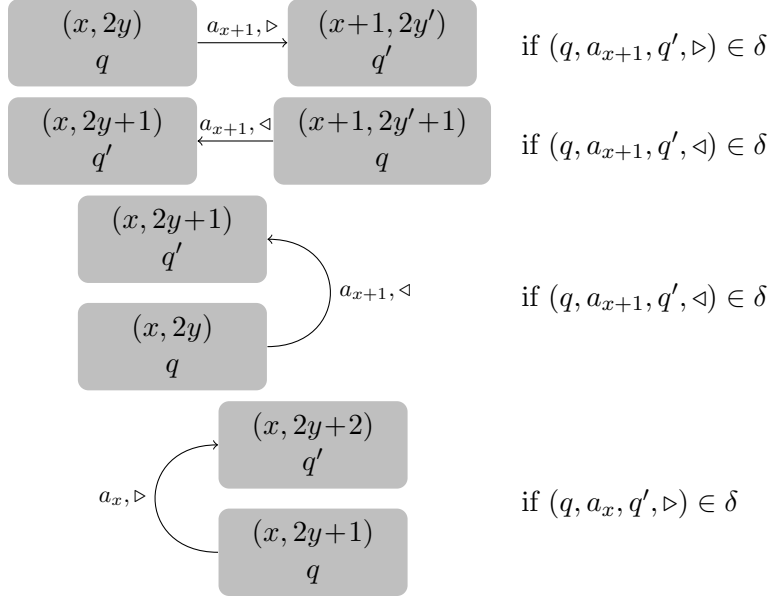 (x, 2y)
q
a_{x+1}, ▷
(x+1, 2y′)
q′
if (q, a_{x+1}, q′, ▷) ∈ δ
(x, 2y+1)
q′
a_{x+1}, ◁
(x+1, 2y′+1)
q
if (q, a_{x+1}, q′, ◁) ∈ δ
(x, 2y+1)
q′
a_{x+1}, ◁
if (q, a_{x+1}, q′, ◁) ∈ δ
(x, 2y)
q
(x, 2y+2)
q′
a_x, ▷
if (q, a_x, q′, ▷) ∈ δ
(x, 2y+1)
q